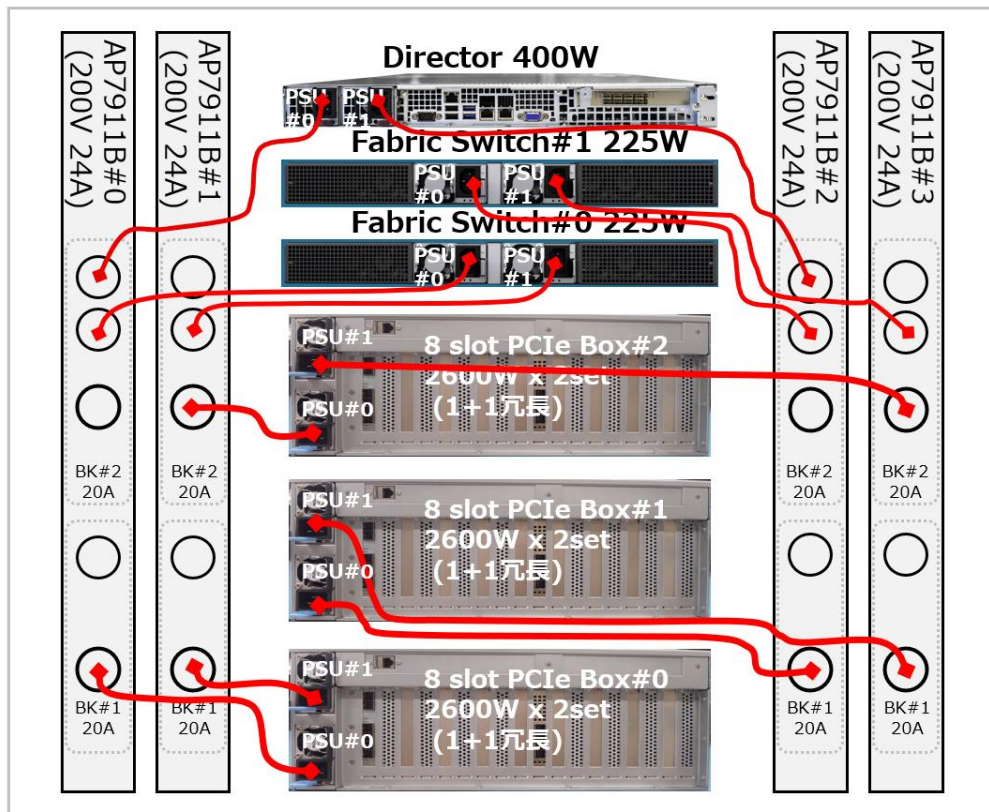 AP7911B#0
(200V 24A)
AP7911B#1
(200V 24A)
Director 400W
PSU
#0
PSU
#1
Fabric Switch#1 225W
PSU
#0
PSU
#1
Fabric Switch#0 225W
PSU
#0
PSU
#1
AP7911B#2
(200V 24A)
AP7911B#3
(200V 24A)
PSU#1
8 slot PCIe Box#2
2600W x 2set
PSU#0
(1+1冗長)
BK#2
20A
BK#2
20A
BK#2
20A
BK#2
20A
PSU#1
8 slot PCIe Box#1
2600W x 2set
PSU#0
(1+1冗長)
PSU#1
8 slot PCIe Box#0
2600W x 2set
PSU#0
(1+1冗長)
BK#1
20A
BK#1
20A
BK#1
20A
BK#1
20A